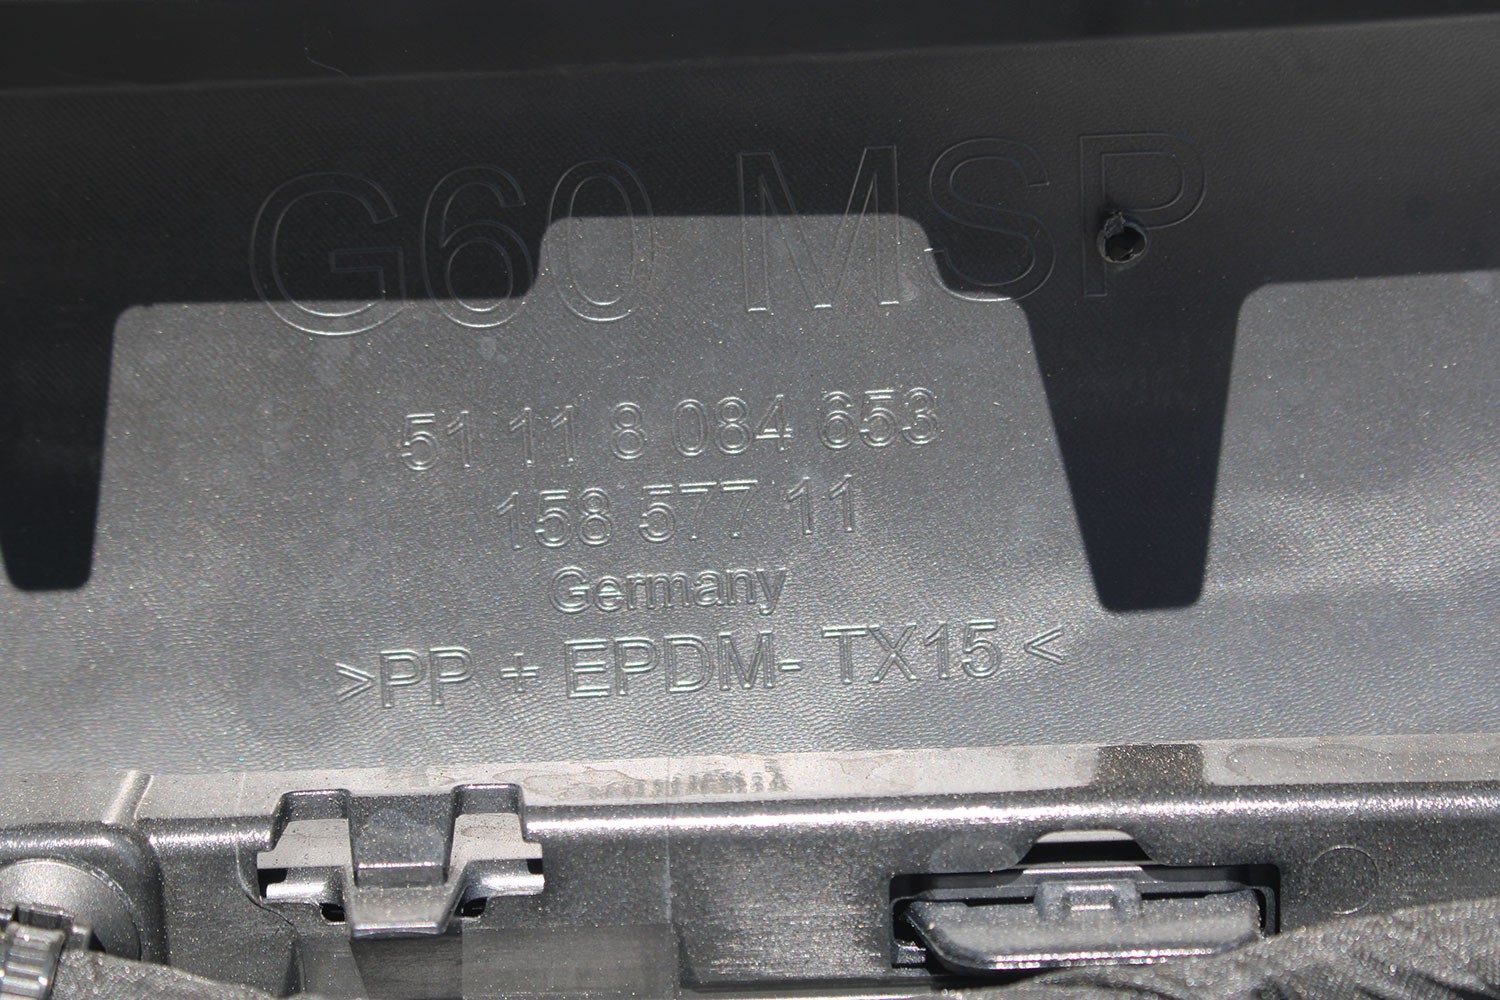 G60 MSP
51 11 8 084 653
158 577 11
Germany
>PP + EPDM- TX15 <